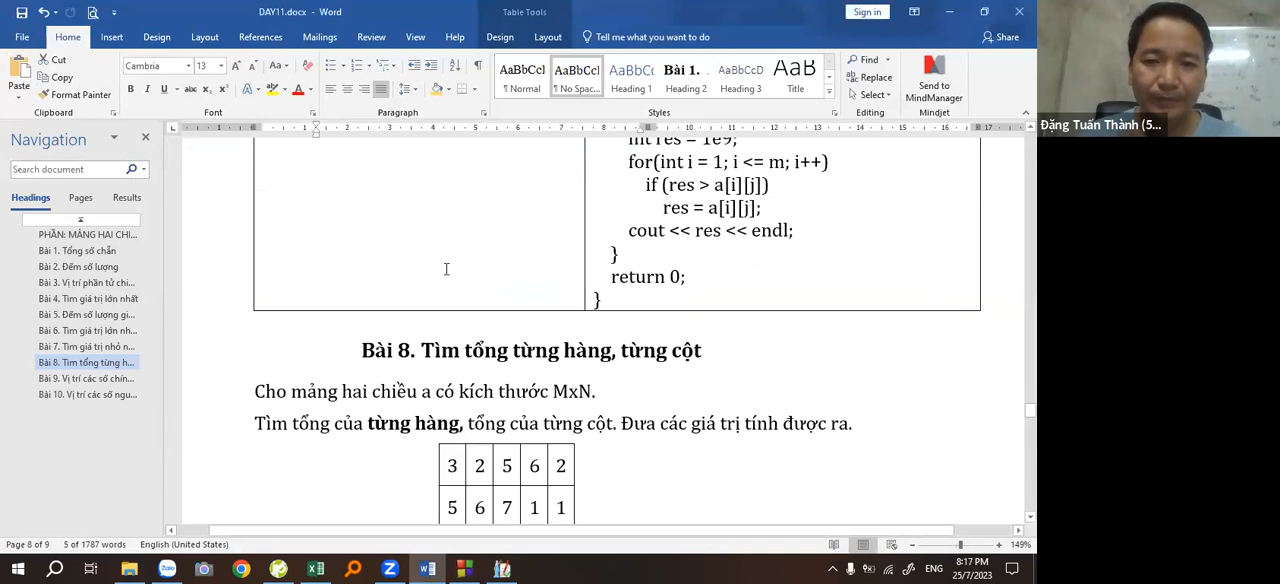 DAY11.docx - Word
Table Tools
Sign in
File Home Insert Design Layout References Mailings Review View Help Design Layout Tell me what you want to do Share
Paste
Cut
Copy
Format Painter
Clipboard
Cambria 13
Font
Paragraph
AaBbCcI AaBbCcI AaBbCc Bài 1. AaBbCcD AaB
¶ Normal ¶ No Spac... Heading 1 Heading 2 Heading 3 Title
Styles
Find
Replace
Select
Editing
Send to
MindManager
Mindjet
Đặng Tuấn Thành (5...
Navigation
Search document
Headings Pages Results
PHẦN: MẢNG HAI CHI...
Bài 1. Tổng số chẵn
Bài 2. Đếm số lượng
Bài 3. Vị trí phần tử chi...
Bài 4. Tìm giá trị lớn nhất
Bài 5. Đếm số lượng gi...
Bài 6. Tìm giá trị lớn nh...
Bài 7. Tìm giá trị nhỏ n...
Bài 8. Tìm tổng từng h...
Bài 9. Vị trí các số chín...
Bài 10. Vị trí các số ngu...
int res = 1e9;
for(int i = 1; i <= m; i++)
if (res > a[i][j])
res = a[i][j];
cout << res << endl;
}
return 0;
}
Bài 8. Tìm tổng từng hàng, từng cột
Cho mảng hai chiều a có kích thước MxN.
Tìm tổng của từng hàng, tổng của từng cột. Đưa các giá trị tính được ra.
3 2 5 6 2
5 6 7 1 1
Page 8 of 9 5 of 1787 words English (United States) 149%
Zalo
ENG
8:17 PM
25/7/2023